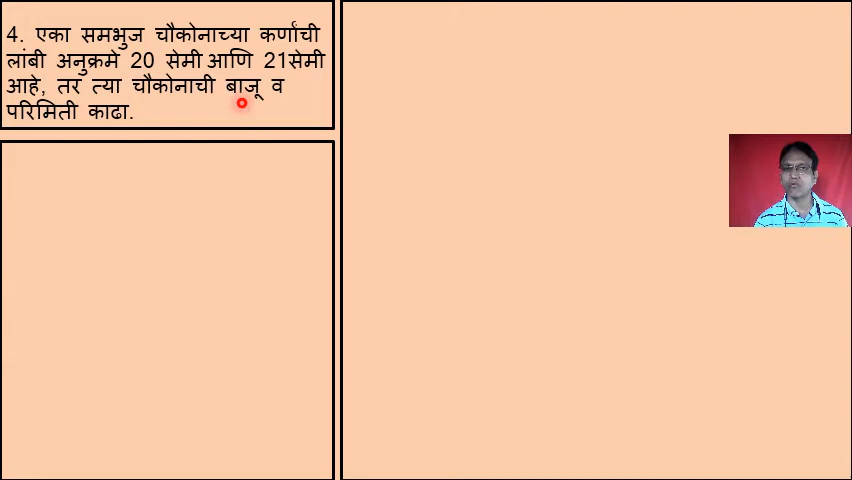 4. एका समभुज चौकोनाच्या कर्णाची
लांबी अनुक्रमे 20 सेमी आणि 21सेमी
आहे, तर त्या चौकोनाची बाजू व
परिमिती काढा.